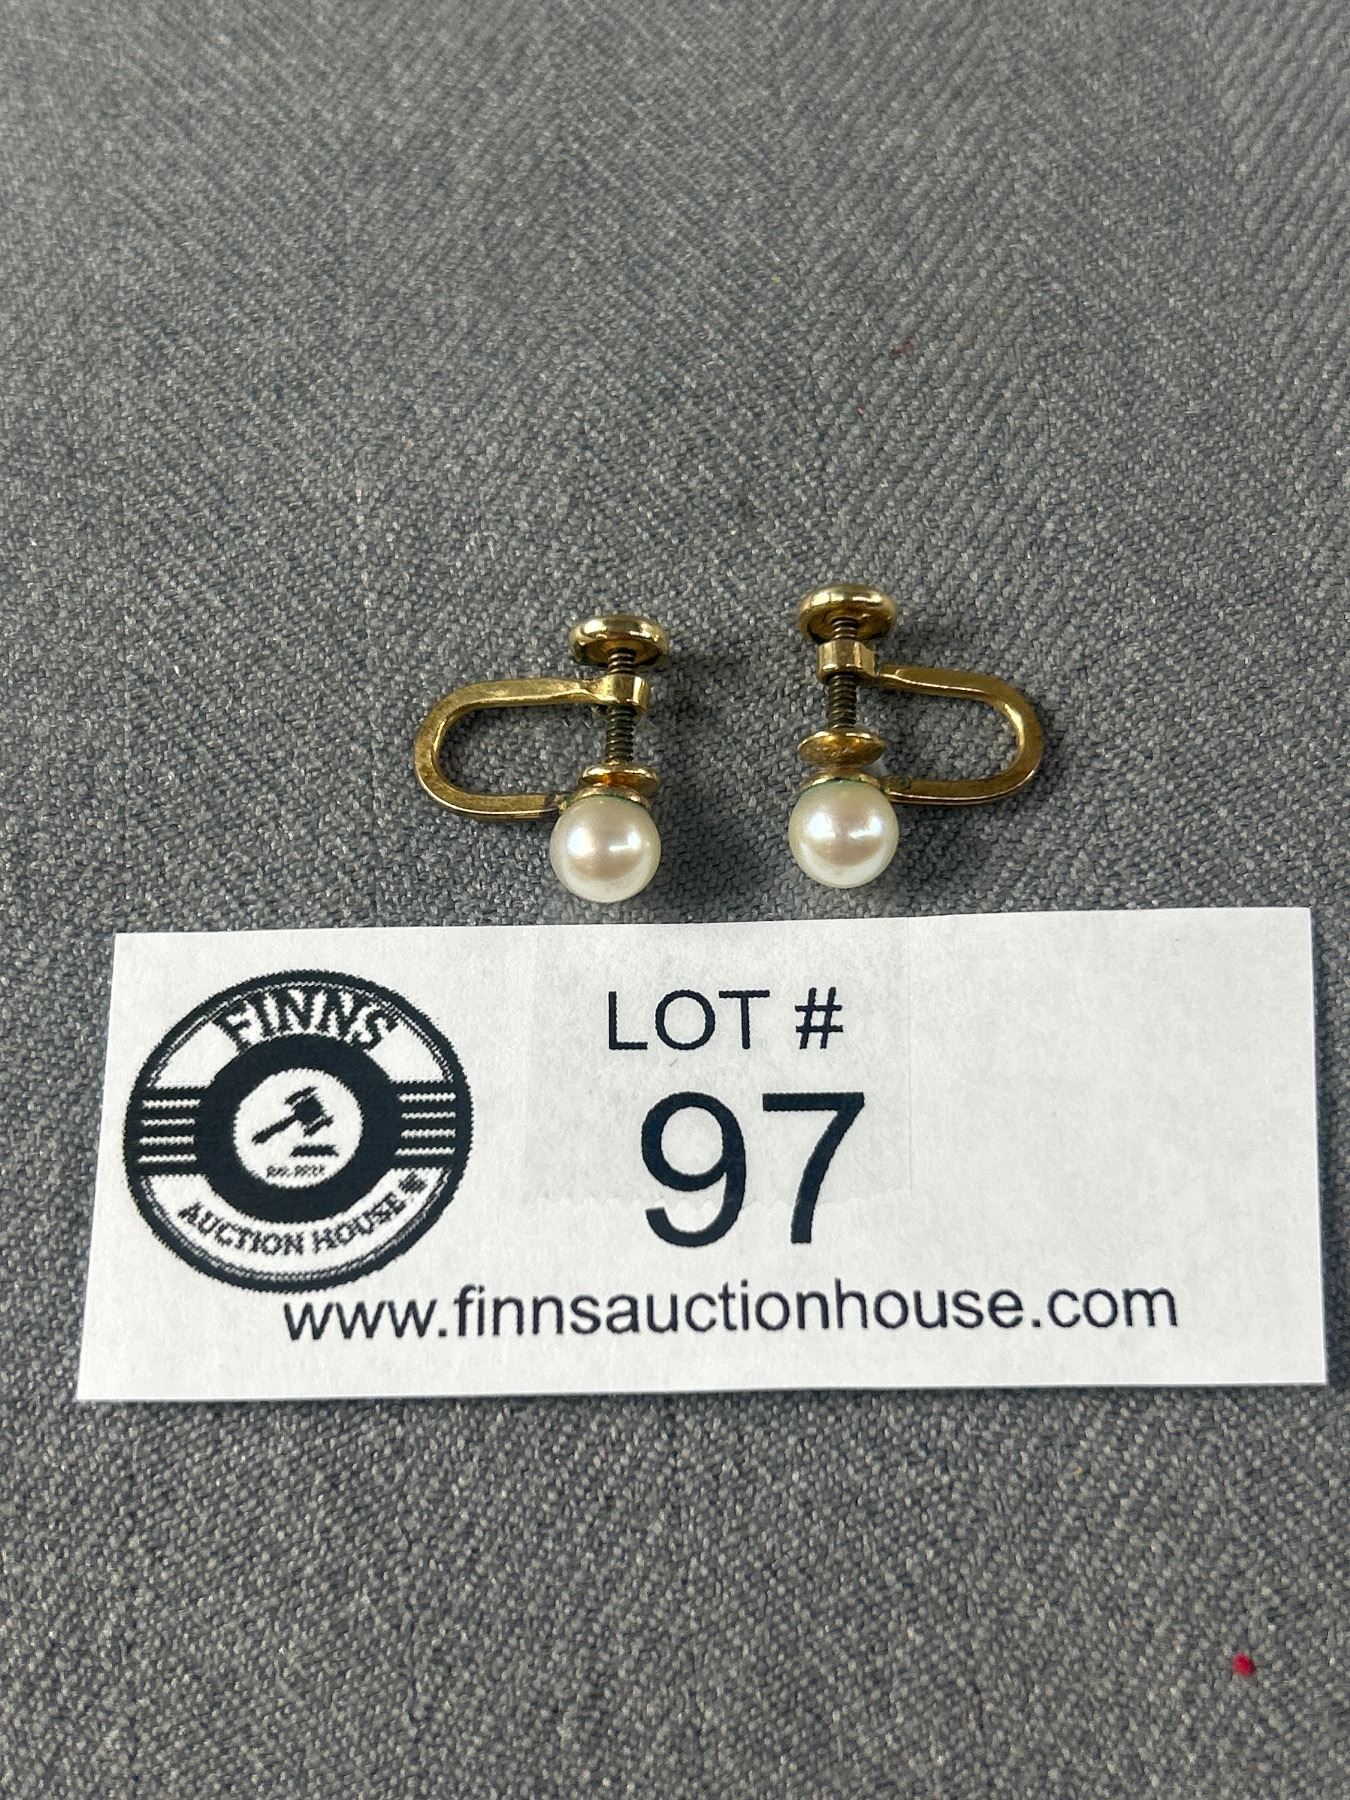 FINNS
AUCTION HOUSE
LOT #
97
www.finnsauctionhouse.com